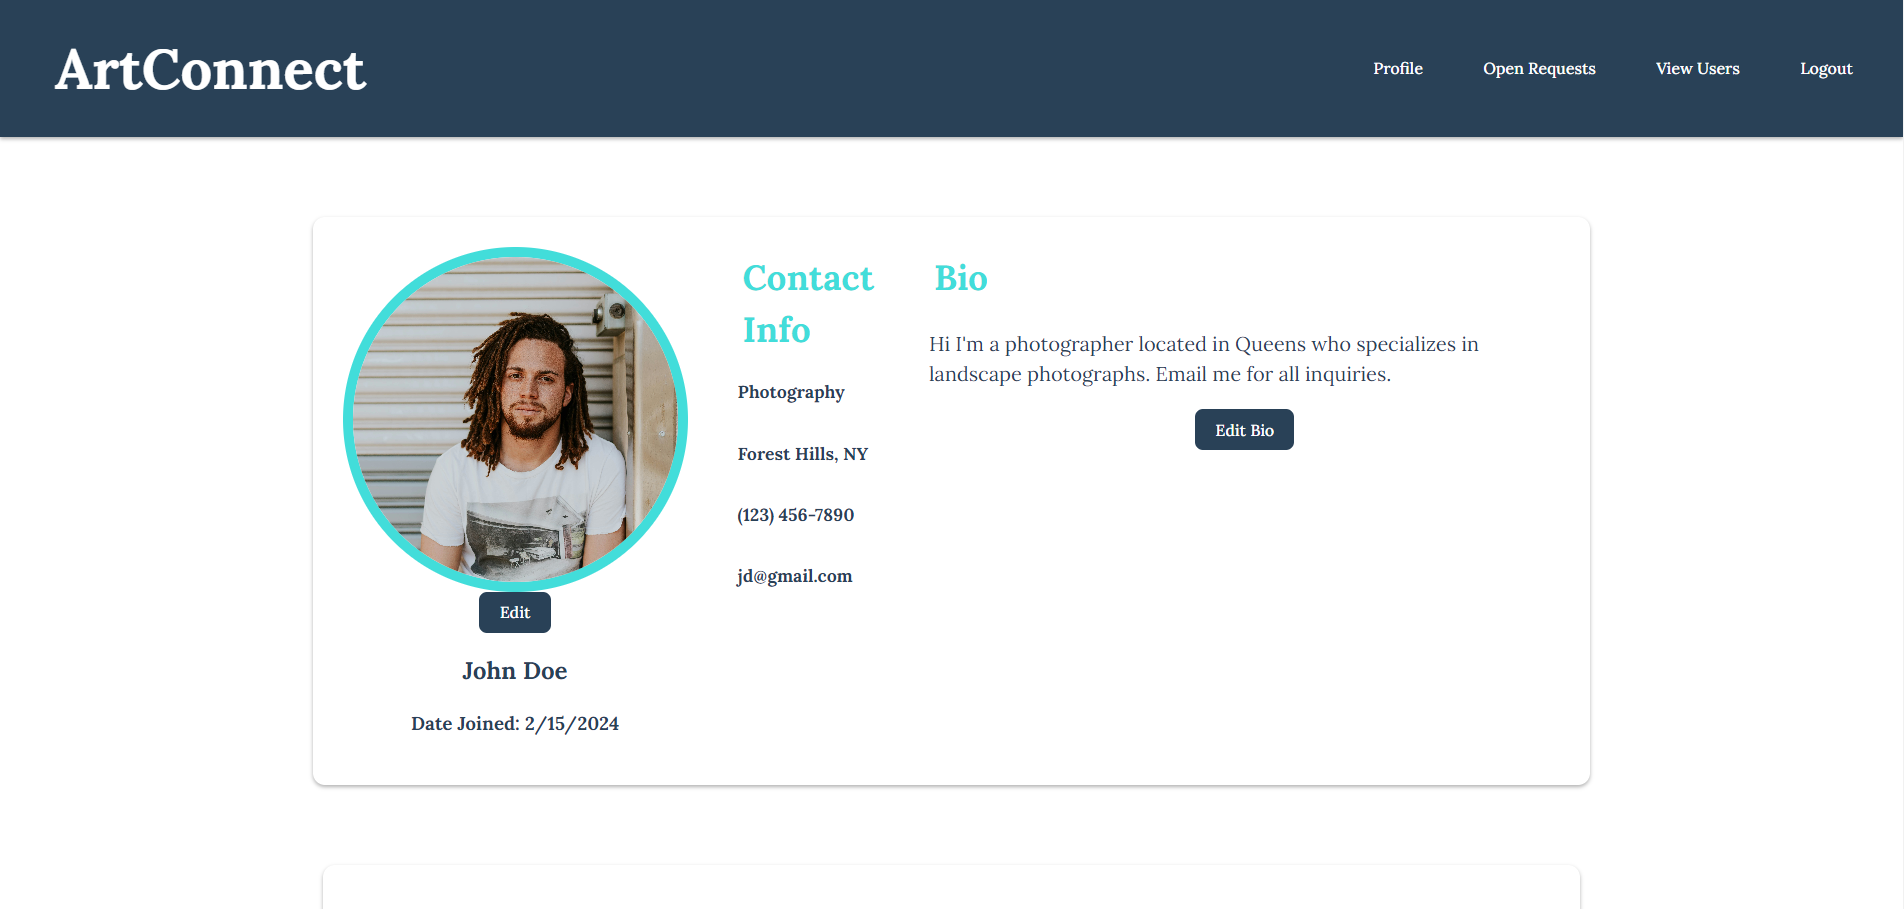 ArtConnect
Profile
Open Requests
View Users
Logout
Edit
John Doe
Date Joined: 2/15/2024
Contact
Info
Photography
Forest Hills, NY
(123) 456-7890
jd@gmail.com
Bio
Hi I'm a photographer located in Queens who specializes in
landscape photographs. Email me for all inquiries.
Edit Bio